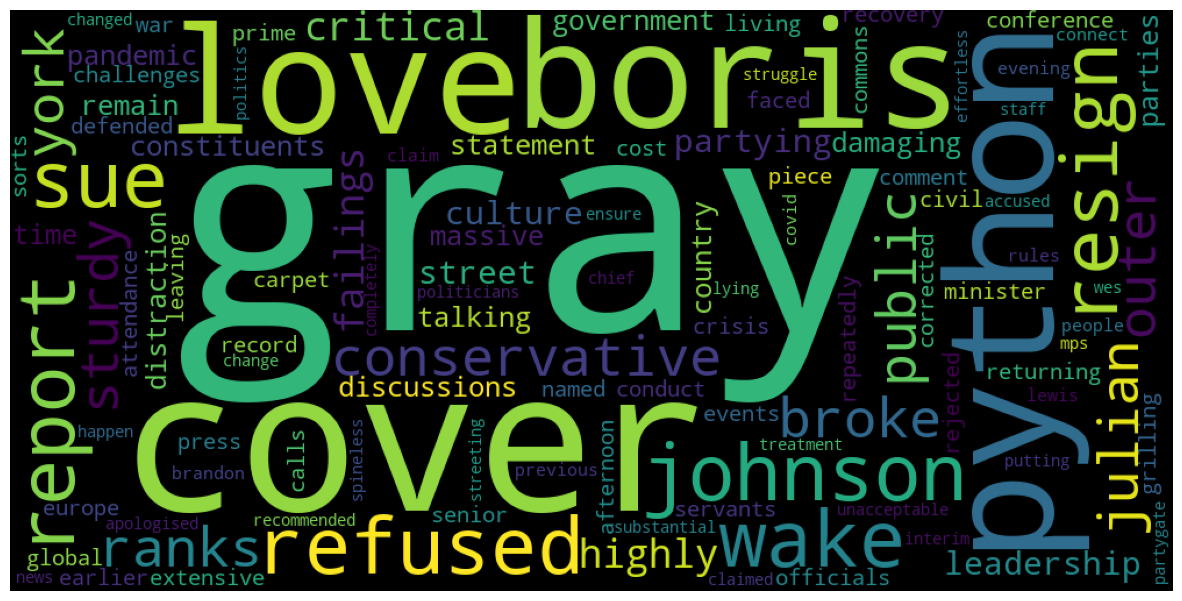 changed
war
prime
critical
government
living
recovery
conference
pandemic
love
boris
york
challenges
politics
struggle
commons
effortless
connect
evening
parties
remain
faced
staff
python
resign
sorts
defended
constituents
statement
cost
partying
damaging
sue
claim
piece
comment
civil
accused
gray
failings
culture
ensure
country
covid
public
outer
time
sturdy
massive
rules
distraction
leaving
carpet
street
chief
lying
corrected
minister
wes
attendance
completely
politicians
talking
crisis
repeatedly
people
record
change
conservative
mps
report
returning
julian
discussions
named
conduct
lewis
cover
events
broke
rejected
happen
press
calls
spineless
treatment
johnson
grilling
brandon
streeting
previous
afternoon
putting
europe
apologised
recommended
senior
substantial
servants
unacceptable
partygate
global
ranks
refused
highly
wake
interim
leadership
news
earlier
extensive
claimed
officials